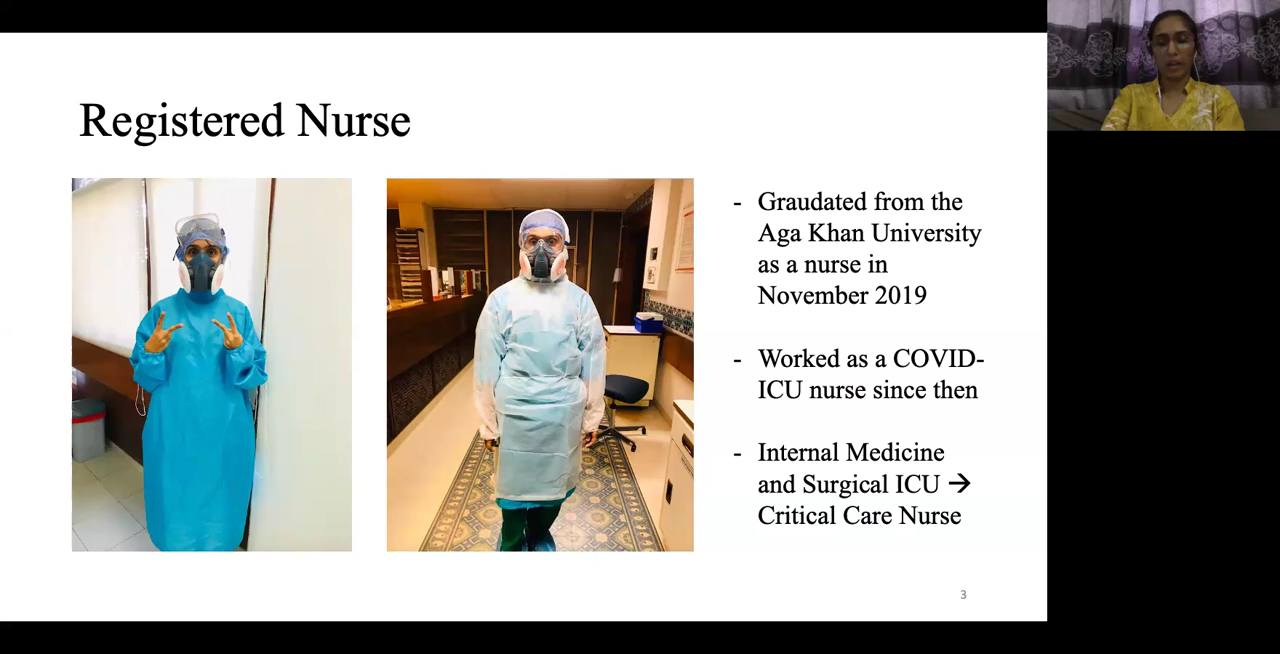 Registered Nurse
- Graudated from the
Aga Khan University
as a nurse in
November 2019
- Worked as a COVID-
ICU nurse since then
- Internal Medicine
and Surgical ICU →
Critical Care Nurse
3